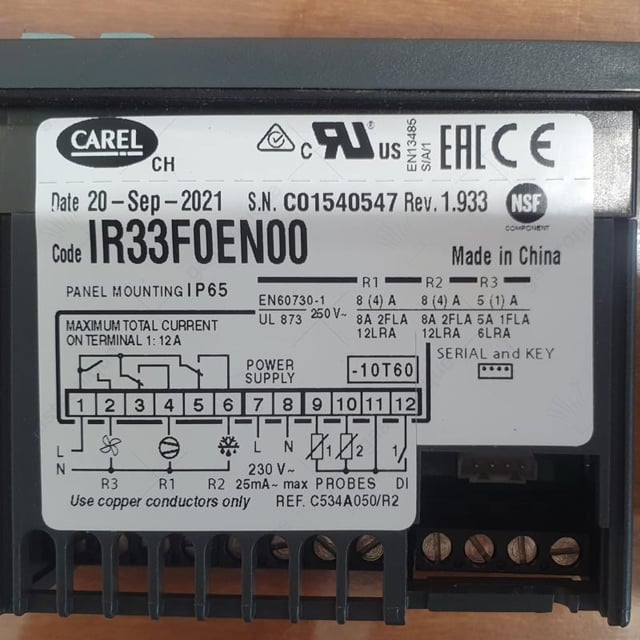 CAREL CH
c RU® US
EN13485
S/A/1
EAC CE
Date 20-Sep-2021 S.N. C01540547 Rev. 1.933
NSF
COMPONENT
Code IR33F0EN00 Made in China
PANEL MOUNTING IP65
R1 R2 R3
EN60730-1 250 V~ 8 (4) A 8 (4) A 5 (1) A
UL 873 8A 2FLA 8A 2FLA 5A 1FLA
12LRA 12LRA 6LRA
MAXIMUM TOTAL CURRENT
ON TERMINAL 1: 12 A
SERIAL and KEY
POWER
SUPPLY
-10T60
1 2 3 4 5 6 7 8 9 10 11 12
L L N 1 2
N R3 R1 R2 230 V~
25mA~ max PROBES DI
Use copper conductors only REF. C534A050/R2